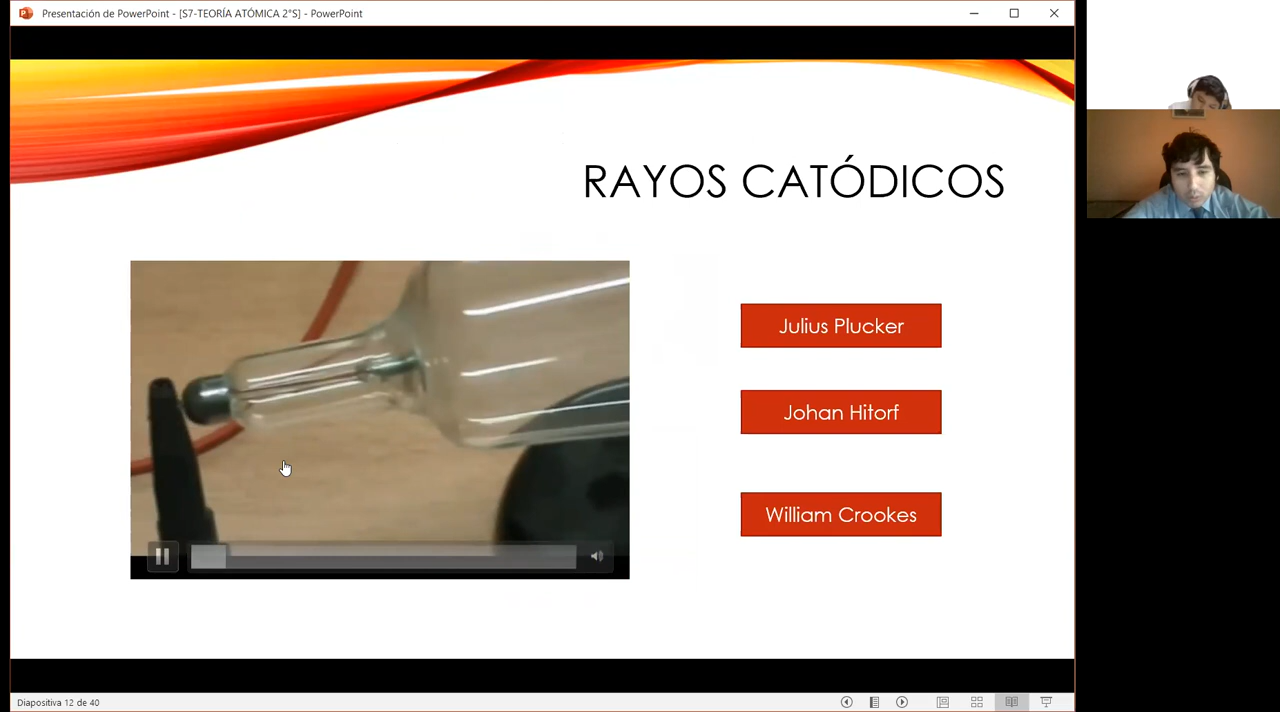 Presentación de PowerPoint - [S7-TEORÍA ATÓMICA 2°S] - PowerPoint
RAYOS CATÓDICOS
Julius Plucker
Johan Hitorf
William Crookes
Diapositiva 12 de 40